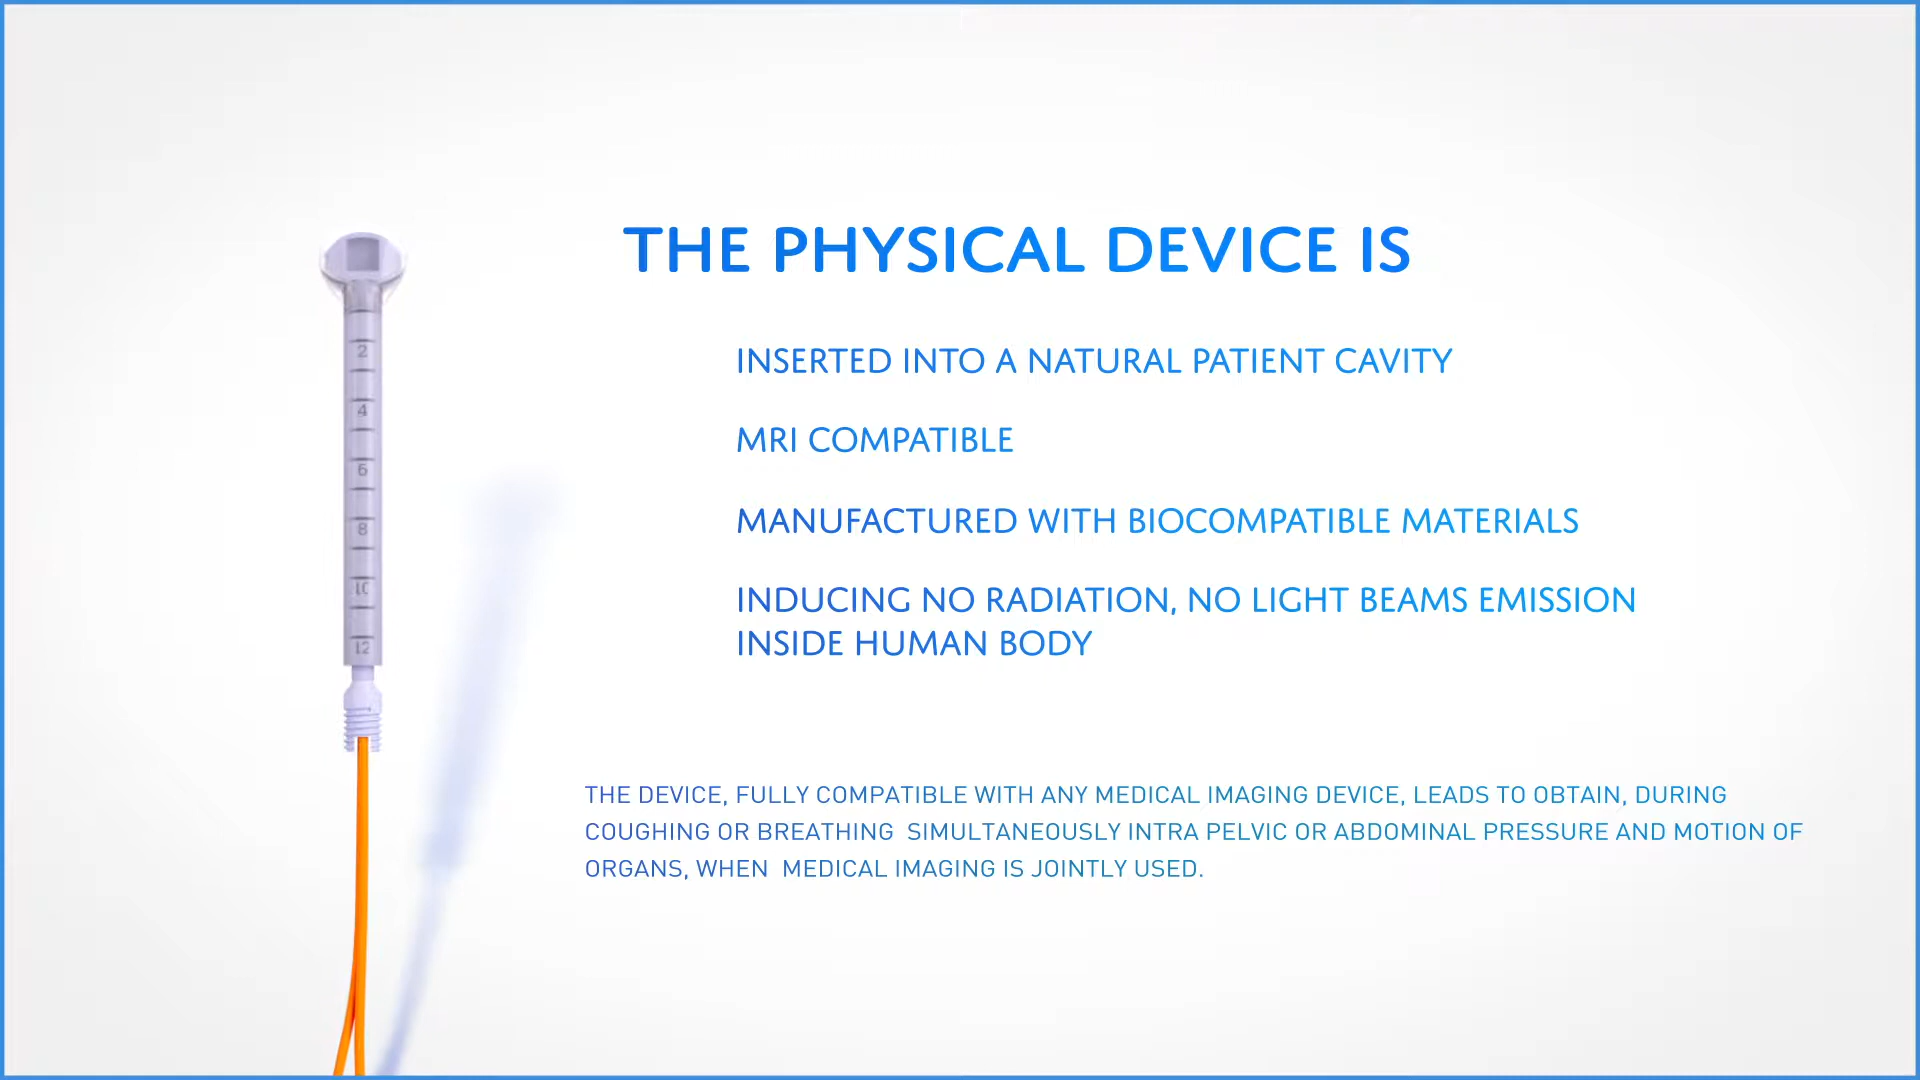 THE PHYSICAL DEVICE IS
INSERTED INTO A NATURAL PATIENT CAVITY
MRI COMPATIBLE
MANUFACTURED WITH BIOCOMPATIBLE MATERIALS
INDUCING NO RADIATION, NO LIGHT BEAMS EMISSION
INSIDE HUMAN BODY
2
4
6
8
10
12
THE DEVICE, FULLY COMPATIBLE WITH ANY MEDICAL IMAGING DEVICE, LEADS TO OBTAIN, DURING
COUGHING OR BREATHING SIMULTANEOUSLY INTRA PELVIC OR ABDOMINAL PRESSURE AND MOTION OF
ORGANS, WHEN MEDICAL IMAGING IS JOINTLY USED.